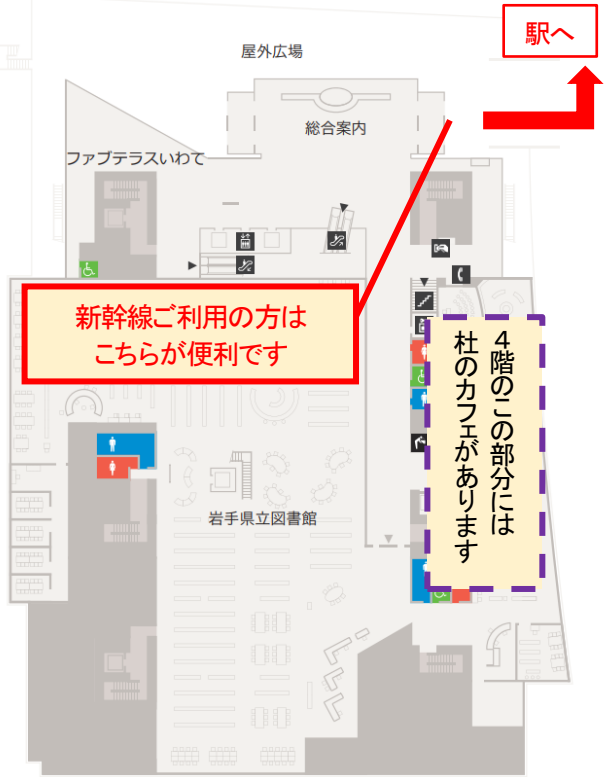 駅へ
屋外広場
総合案内
ファブテラスいわて
新幹線ご利用の方は
こちらが便利です
４階のこの部分には
杜のカフェがあります
岩手県立図書館